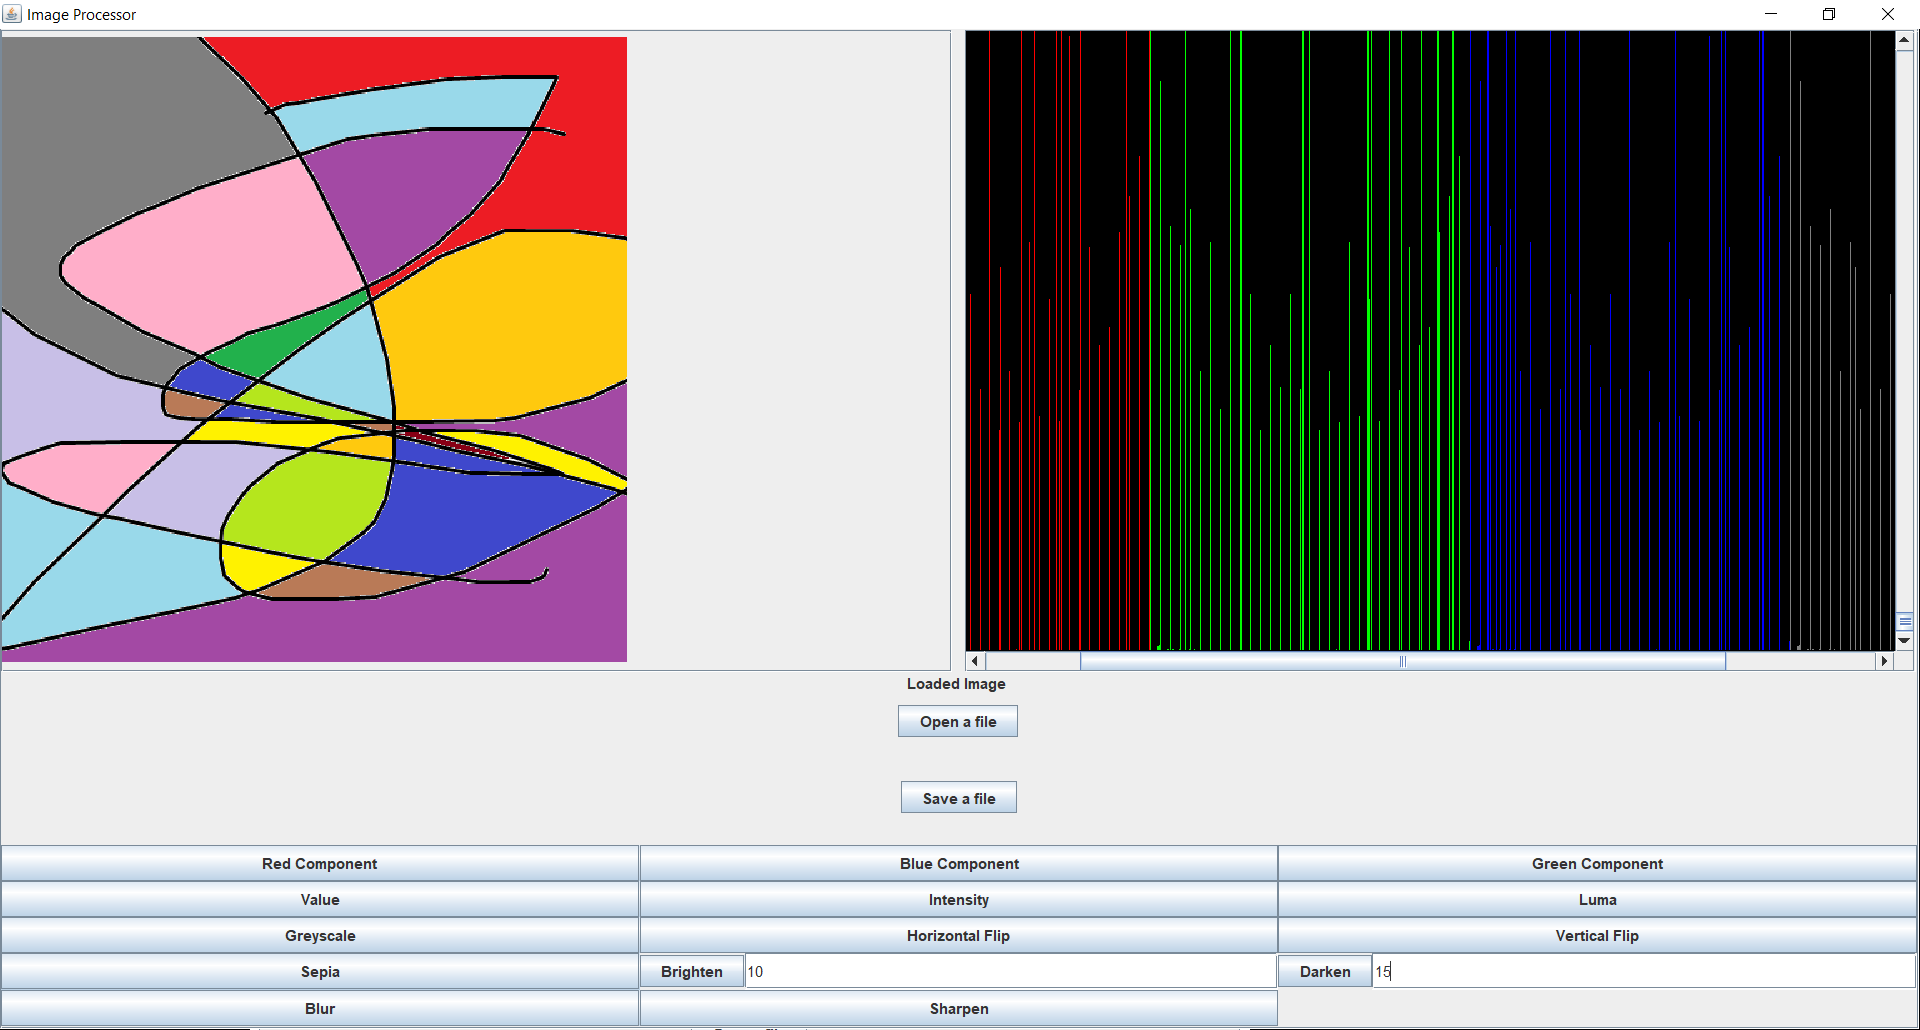 Image Processor
Loaded Image
Open a file
Save a file
Red Component Blue Component Green Component
Value Intensity Luma
Greyscale Horizontal Flip Vertical Flip
Sepia Brighten 10 Darken 15
Blur Sharpen